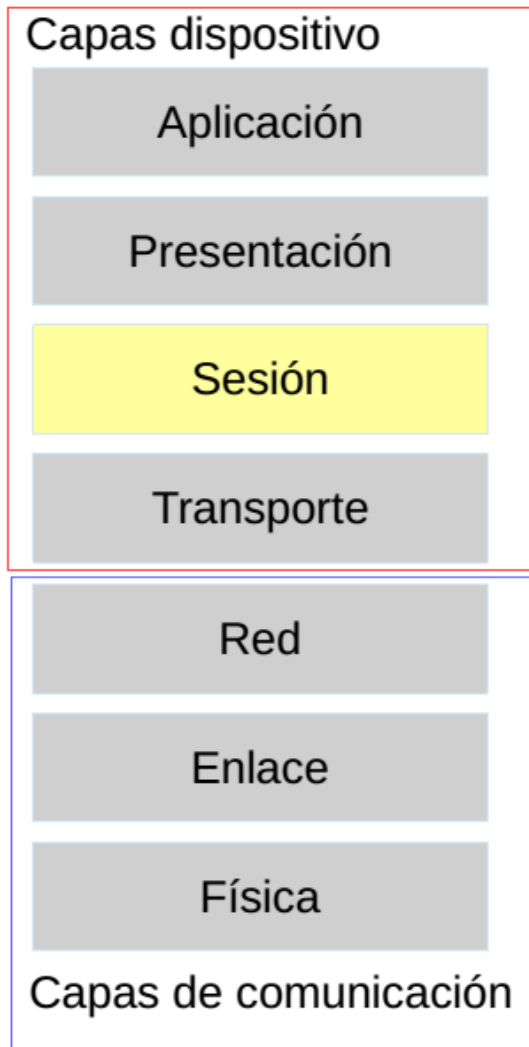 Capas dispositivo
Aplicación
Presentación
Sesión
Transporte
Red
Enlace
Física
Capas de comunicación